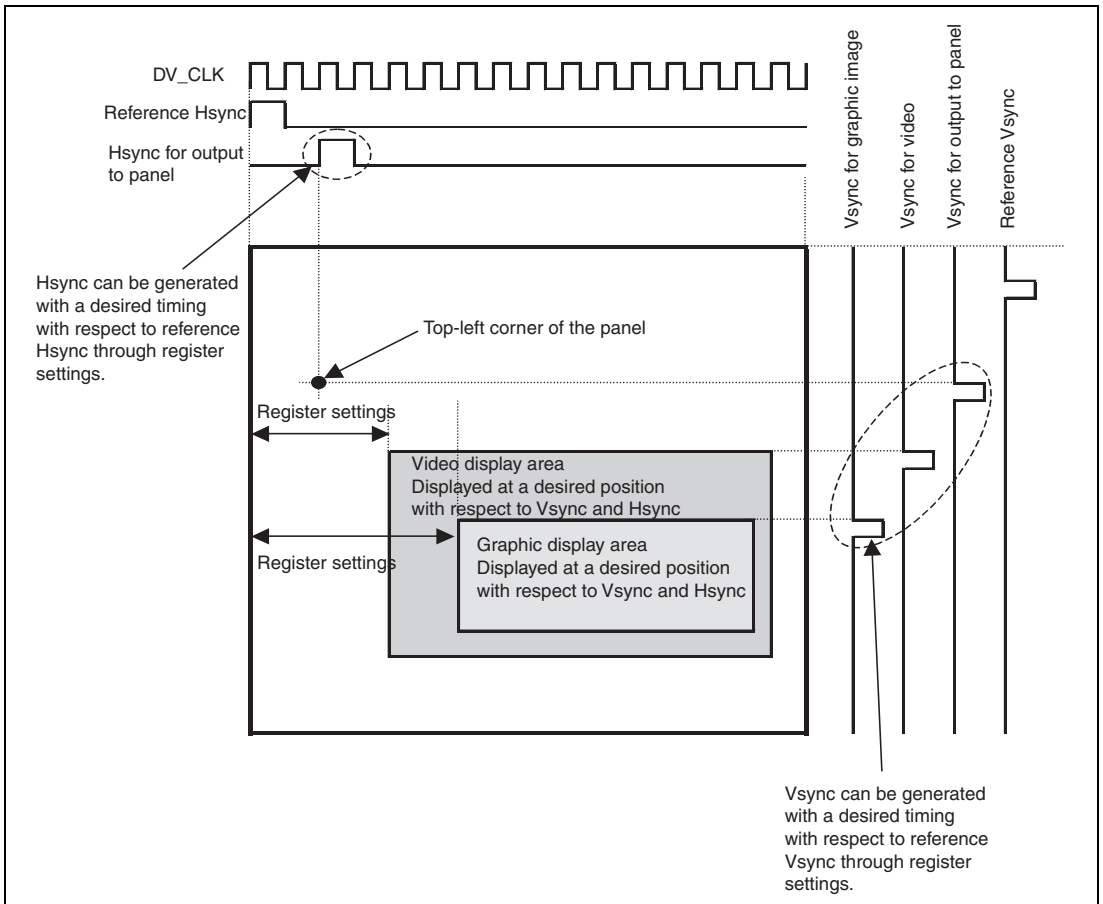 DV_CLK
Reference Hsync
Hsync for output
to panel
Vsync for graphic image
Vsync for video
Vsync for output to panel
Reference Vsync
Hsync can be generated
with a desired timing
with respect to reference
Hsync through register
settings.
Top-left corner of the panel
Register settings
Video display area
Displayed at a desired position
with respect to Vsync and Hsync
Register settings
Graphic display area
Displayed at a desired position
with respect to Vsync and Hsync
Vsync can be generated
with a desired timing
with respect to reference
Vsync through register
settings.